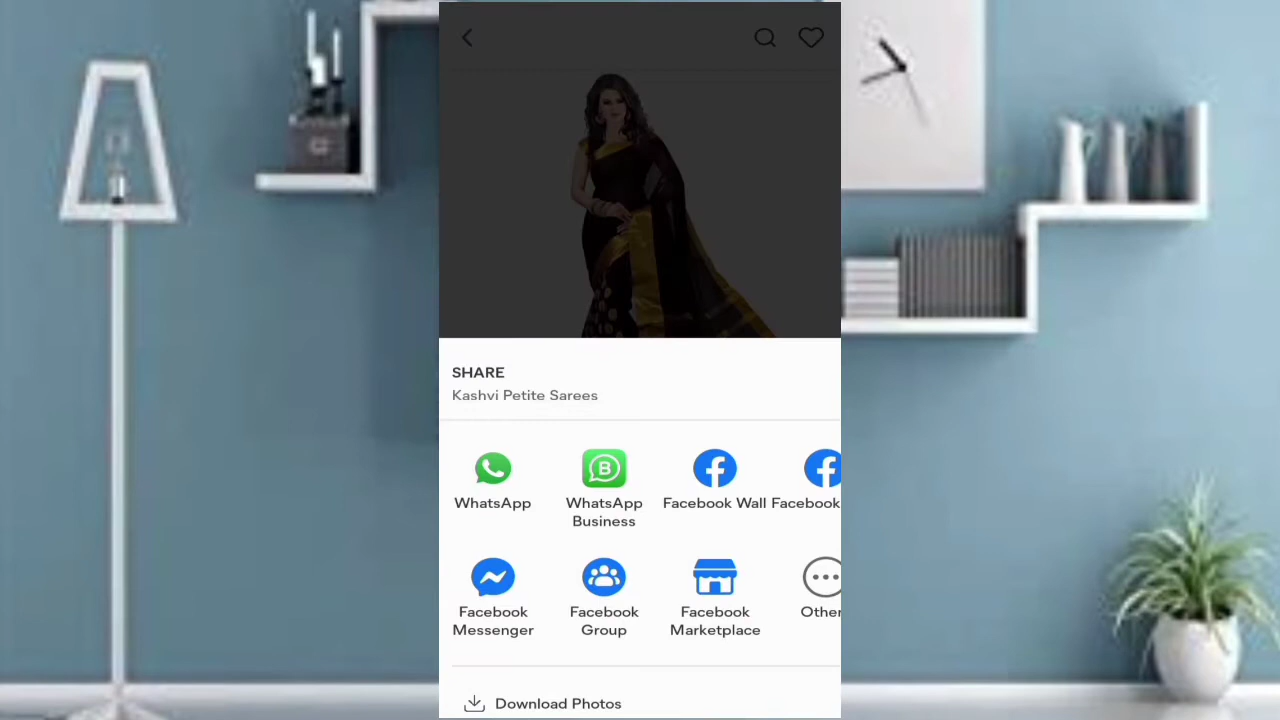 SHARE
Kashvi Petite Sarees
WhatsApp
WhatsApp
Business
Facebook Wall
Facebook
Facebook
Messenger
Facebook
Group
Facebook
Marketplace
Other
Download Photos